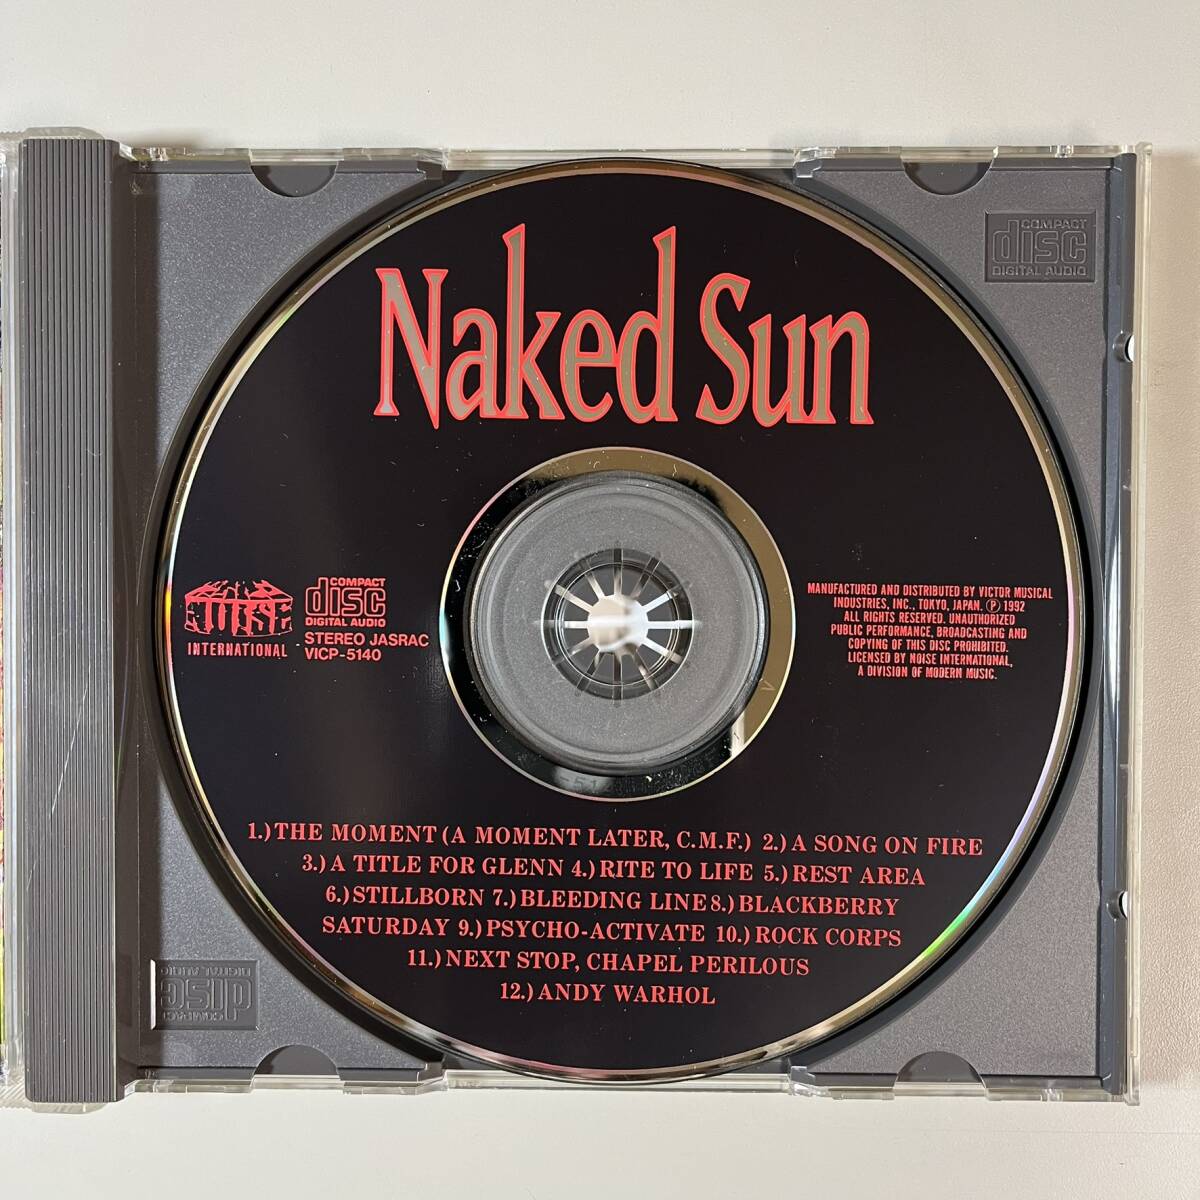 COMPACT
disc
DIGITAL AUDIO
Naked Sun
NOISE
INTERNATIONAL
COMPACT
disc
DIGITAL AUDIO
STEREO JASRAC
VICP-5140
MANUFACTURED AND DISTRIBUTED BY VICTOR MUSICAL
INDUSTRIES, INC., TOKYO, JAPAN. Ⓟ 1992
ALL RIGHTS RESERVED. UNAUTHORIZED
PUBLIC PERFORMANCE, BROADCASTING AND
COPYING OF THIS DISC PROHIBITED.
LICENSED BY NOISE INTERNATIONAL,
A DIVISION OF MODERN MUSIC.
1.) THE MOMENT (A MOMENT LATER, C.M.F.) 2.) A SONG ON FIRE
3.) A TITLE FOR GLENN 4.) RITE TO LIFE 5.) REST AREA
6.) STILLBORN 7.) BLEEDING LINE 8.) BLACKBERRY
SATURDAY 9.) PSYCHO-ACTIVATE 10.) ROCK CORPS
11.) NEXT STOP, CHAPEL PERILOUS
12.) ANDY WARHOL
COMPACT
disc
DIGITAL AUDIO